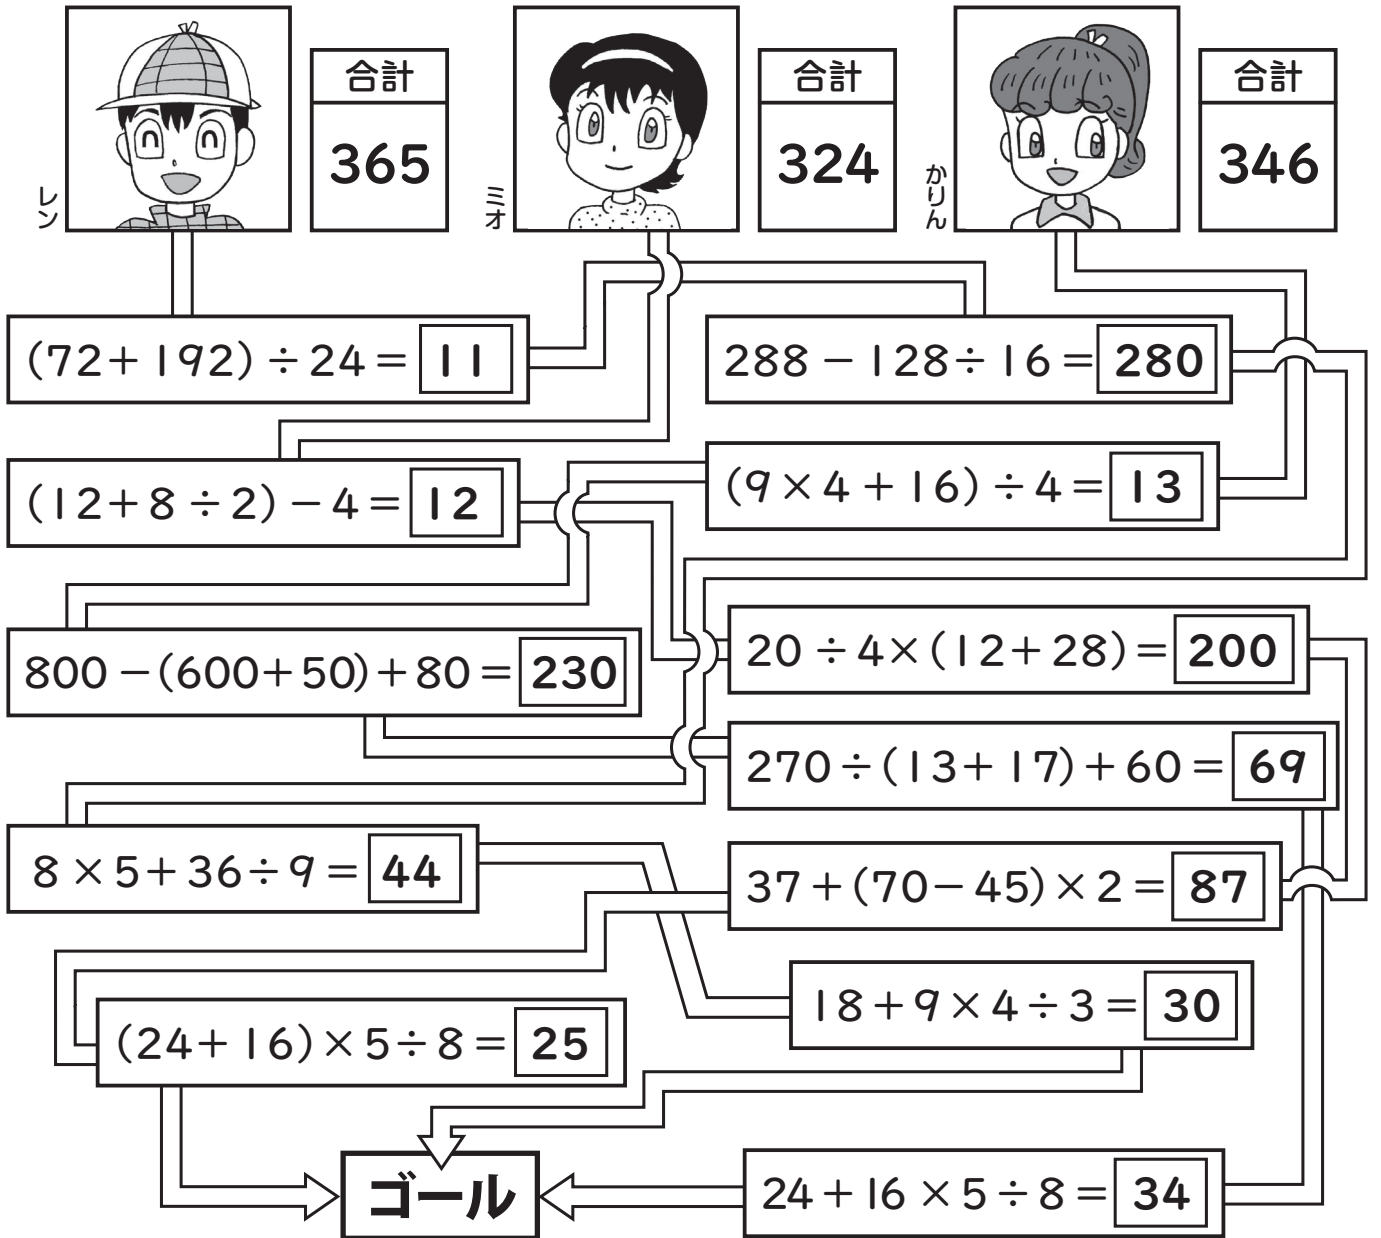 レン
合計
365
ミオ
合計
324
かりん
合計
346
(72+192)÷24=11
288-128÷16=280
(12+8÷2)-4=12
(9×4+16)÷4=13
800-(600+50)+80=230
20÷4×(12+28)=200
270÷(13+17)+60=69
8×5+36÷9=44
37+(70-45)×2=87
18+9×4÷3=30
(24+16)×5÷8=25
ゴール
24+16×5÷8=34